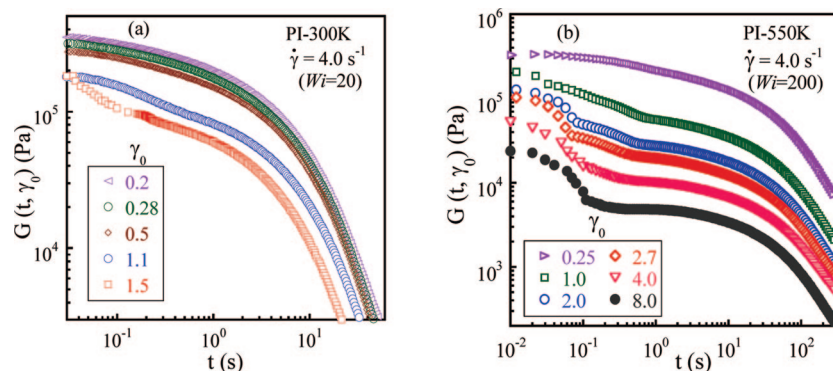 (a)
PI-300K
γ̇ = 4.0 s⁻¹
(Wi=20)
G (t, γ₀) (Pa)
10⁵
10⁴
γ₀
0.2
0.28
0.5
1.1
1.5
10⁻¹ 10⁰ 10¹
t (s)
(b)
PI-550K
γ̇ = 4.0 s⁻¹
(Wi=200)
G (t, γ₀) (Pa)
10⁶
10⁵
10⁴
10³
γ₀
0.25 2.7
1.0 4.0
2.0 8.0
10⁻² 10⁻¹ 10⁰ 10¹ 10²
t (s)